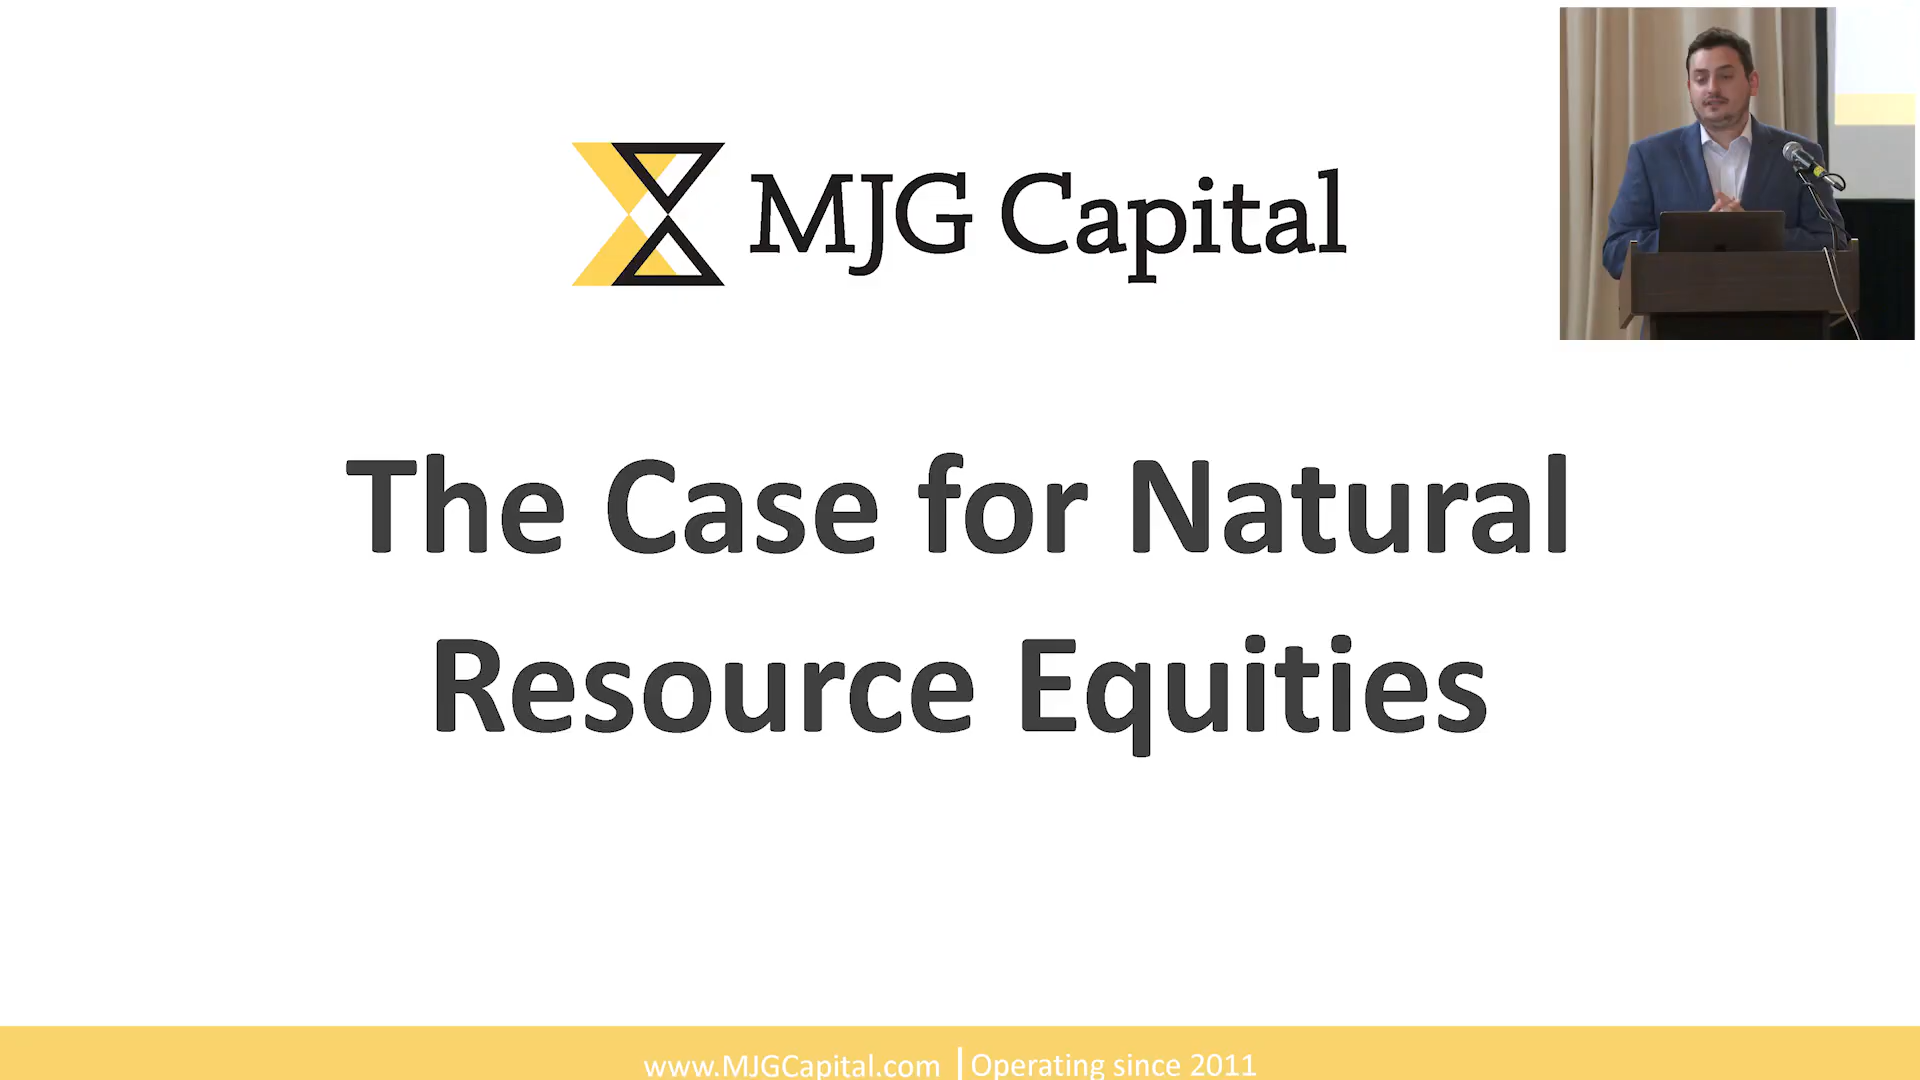 MJG Capital
The Case for Natural
Resource Equities
www.MJGCapital.com | Operating since 2011